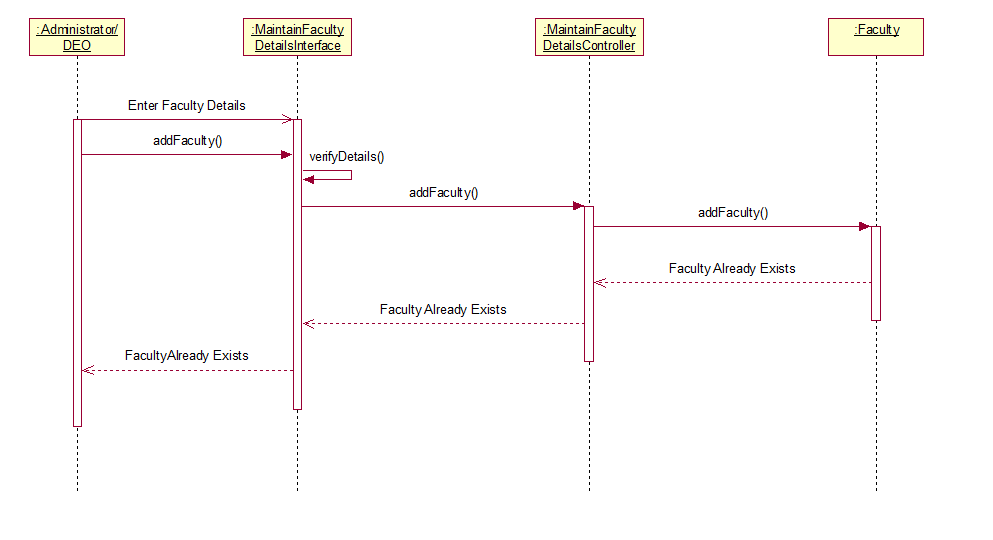 :Administrator/
DEO
:MaintainFaculty
DetailsInterface
:MaintainFaculty
DetailsController
:Faculty
Enter Faculty Details
addFaculty()
verifyDetails()
addFaculty()
addFaculty()
Faculty Already Exists
Faculty Already Exists
FacultyAlready Exists